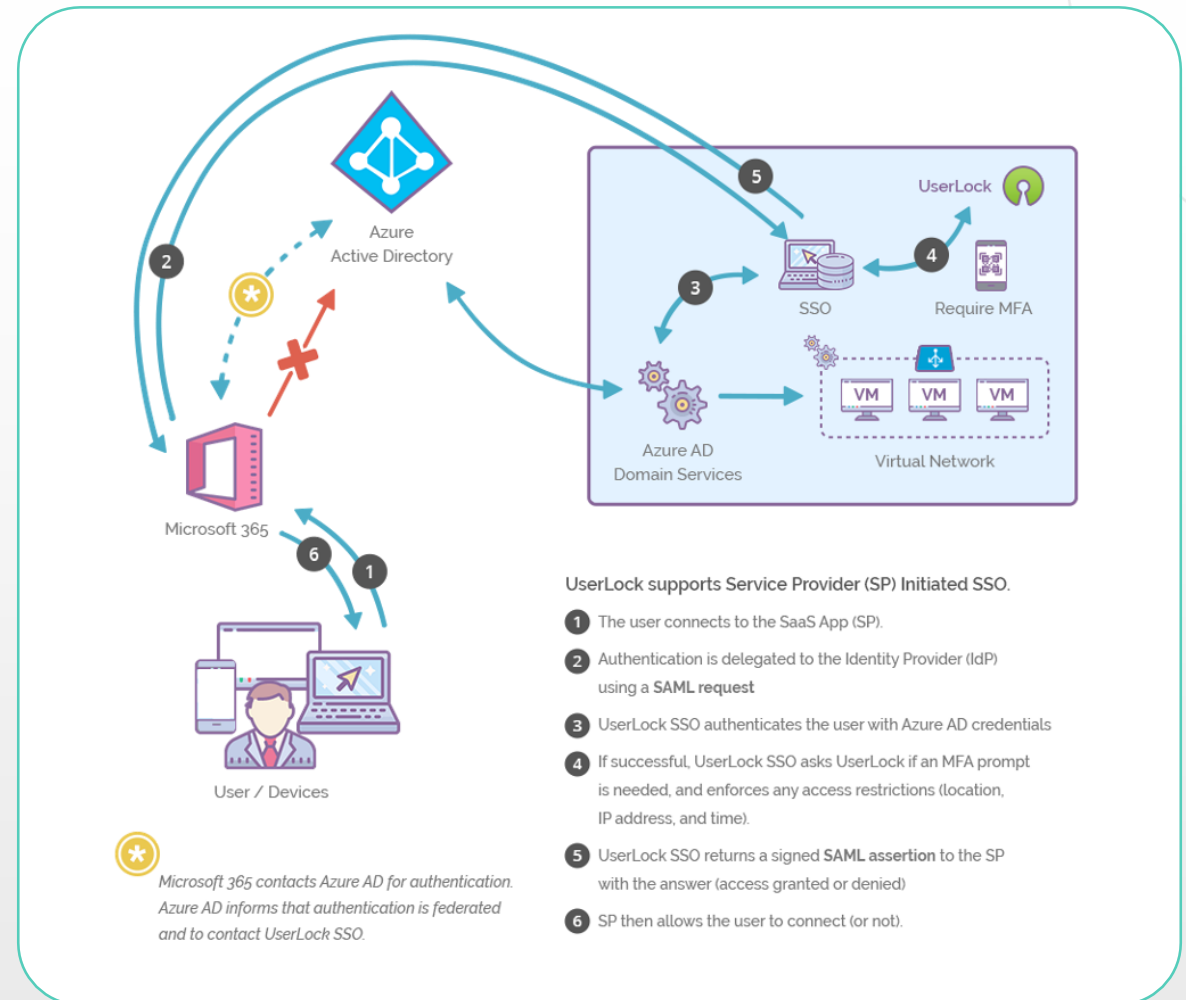 Azure
Active Directory
2
5
UserLock
4
3
SSO
Require MFA
VM
VM
VM
Azure AD
Domain Services
Virtual Network
Microsoft 365
6
1
User / Devices
Microsoft 365 contacts Azure AD for authentication.
Azure AD informs that authentication is federated
and to contact UserLock SSO.
UserLock supports Service Provider (SP) Initiated SSO.
1 The user connects to the SaaS App (SP).
2 Authentication is delegated to the Identity Provider (IdP)
using a SAML request
3 UserLock SSO authenticates the user with Azure AD credentials
4 If successful, UserLock SSO asks UserLock if an MFA prompt
is needed, and enforces any access restrictions (location,
IP address, and time).
5 UserLock SSO returns a signed SAML assertion to the SP
with the answer (access granted or denied)
6 SP then allows the user to connect (or not).